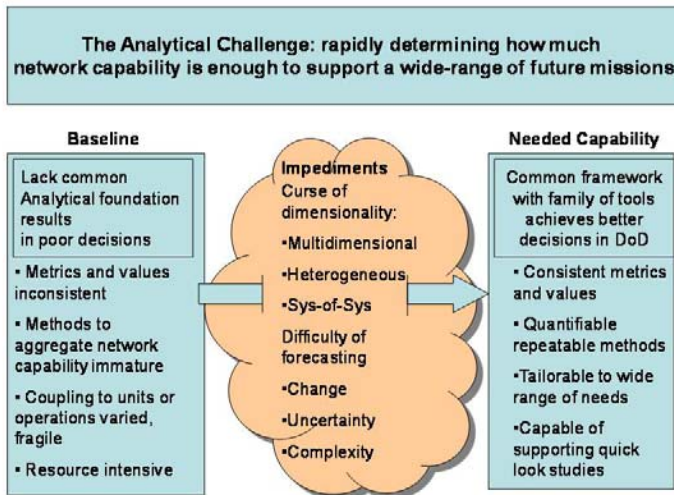 The Analytical Challenge: rapidly determining how much
network capability is enough to support a wide-range of future missions
Baseline
Lack common
Analytical foundation
results
in poor decisions
▪ Metrics and values
inconsistent
▪ Methods to
aggregate network
capability immature
▪ Coupling to units or
operations varied,
fragile
▪ Resource intensive
Impediments
Curse of
dimensionality:
▪Multidimensional
▪Heterogeneous
▪Sys-of-Sys
Difficulty of
forecasting
▪Change
▪Uncertainty
▪Complexity
Needed Capability
Common framework
with family of tools
achieves better
decisions in DoD
▪ Consistent metrics
and values
▪ Quantifiable
repeatable methods
▪Tailorable to wide
range of needs
▪Capable of
supporting quick
look studies